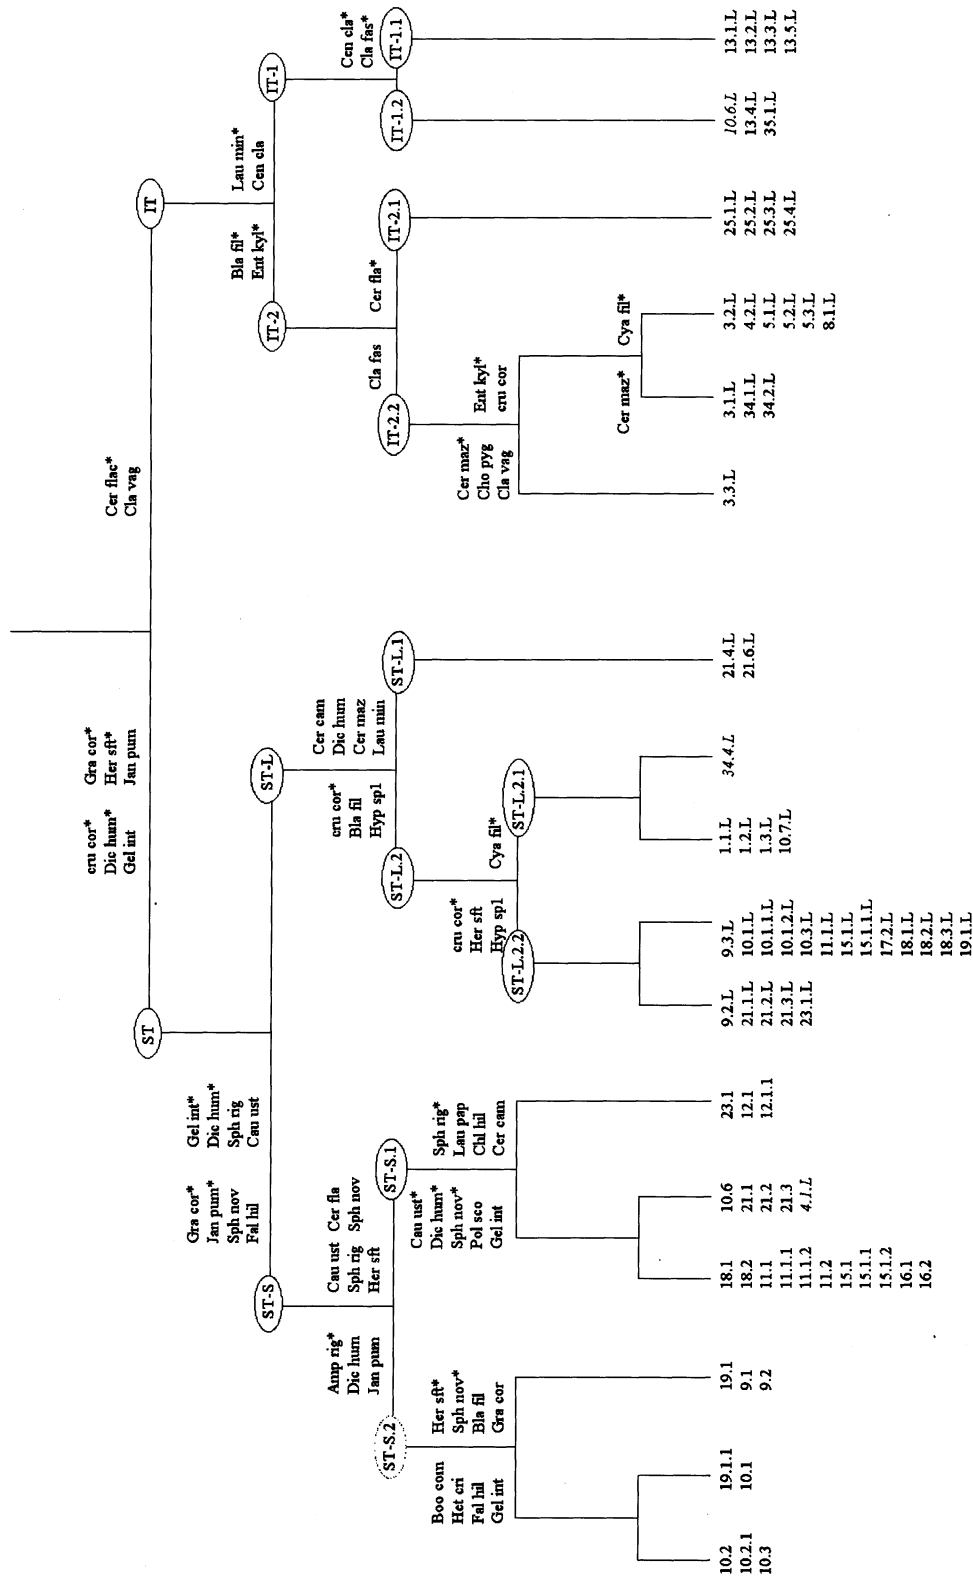 cru cor*
Dic hum*
Gel int
Gra cor*
Her sft*
Jan pum
Cer flac*
Cla vag
ST
IT
Gra cor*
Jan pum*
Sph nov
Fal hil
Gel int*
Dic hum*
Sph rig
Cau ust
Bla fil*
Ent kyl*
Lau min*
Cen cla
ST-S
ST-L
IT-2
IT-1
Amp rig*
Dic hum
Jan pum
Cau ust Cer fla
Sph rig Sph nov
Her sft
cru cor*
Bla fil
Hyp spl
Cer cam
Dic hum
Cer maz
Lau min
Cla fas
Cer fla*
Cen cla*
Cla fas*
ST-S.2
ST-S.1
ST-L.2
ST-L.1
IT-2.2
IT-2.1
IT-1.2
IT-1.1
Boo com
Het cri
Fal hil
Gel int
Her sft*
Sph nov*
Bla fil
Gra cor
Cau ust*
Dic hum*
Sph nov*
Pol sco
Gel int
Sph rig*
Lau pap
Chl hil
Cer cam
cru cor*
Her sft
Hyp spl
Cya fil*
Cer maz*
Cho pyg
Cla vag
Ent kyl*
cru cor
ST-L.2.2
ST-L.2.1
Cer maz*
Cya fil*
10.2
10.2.1
10.3
19.1.1
10.1
19.1
9.1
9.2
18.1
18.2
11.1
11.1.1
11.1.2
11.2
15.1
15.1.1
15.1.2
16.1
16.2
10.6
21.1
21.2
21.3
4.1.L
23.1
12.1
12.1.1
9.2.L
21.1.L
21.2.L
21.3.L
23.1.L
9.3.L
10.1.L
10.1.1.L
10.1.2.L
10.3.L
11.1.L
15.1.L
15.1.1.L
17.2.L
18.1.L
18.2.L
18.3.L
19.1.L
1.1.L
1.2.L
1.3.L
10.7.L
34.4.L
21.4.L
21.6.L
3.3.L
3.1.L
34.1.L
34.2.L
3.2.L
4.2.L
5.1.L
5.2.L
5.3.L
8.1.L
25.1.L
25.2.L
25.3.L
25.4.L
10.6.L
13.4.L
35.1.L
13.1.L
13.2.L
13.3.L
13.5.L